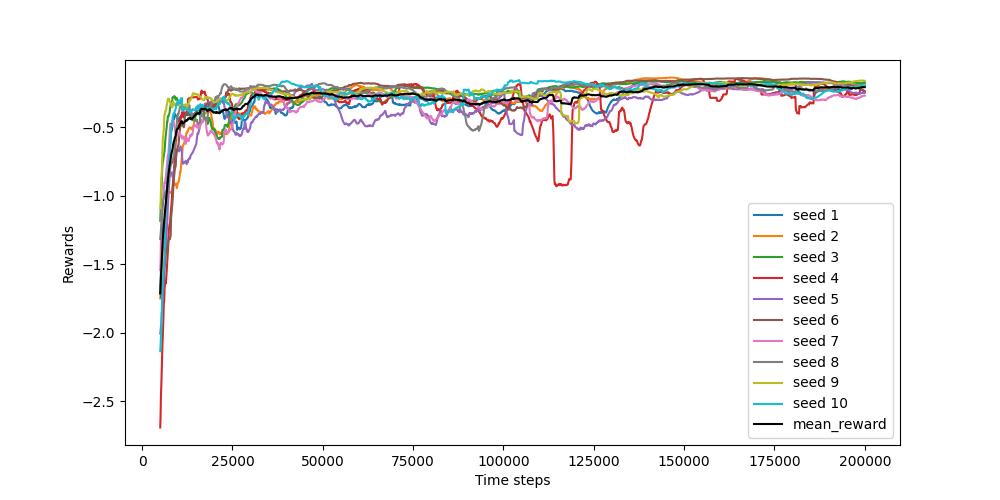 −0.5
−1.0
−1.5
−2.0
−2.5
Rewards
0
25000
50000
75000
100000
125000
150000
175000
200000
Time steps
seed 1
seed 2
seed 3
seed 4
seed 5
seed 6
seed 7
seed 8
seed 9
seed 10
mean_reward